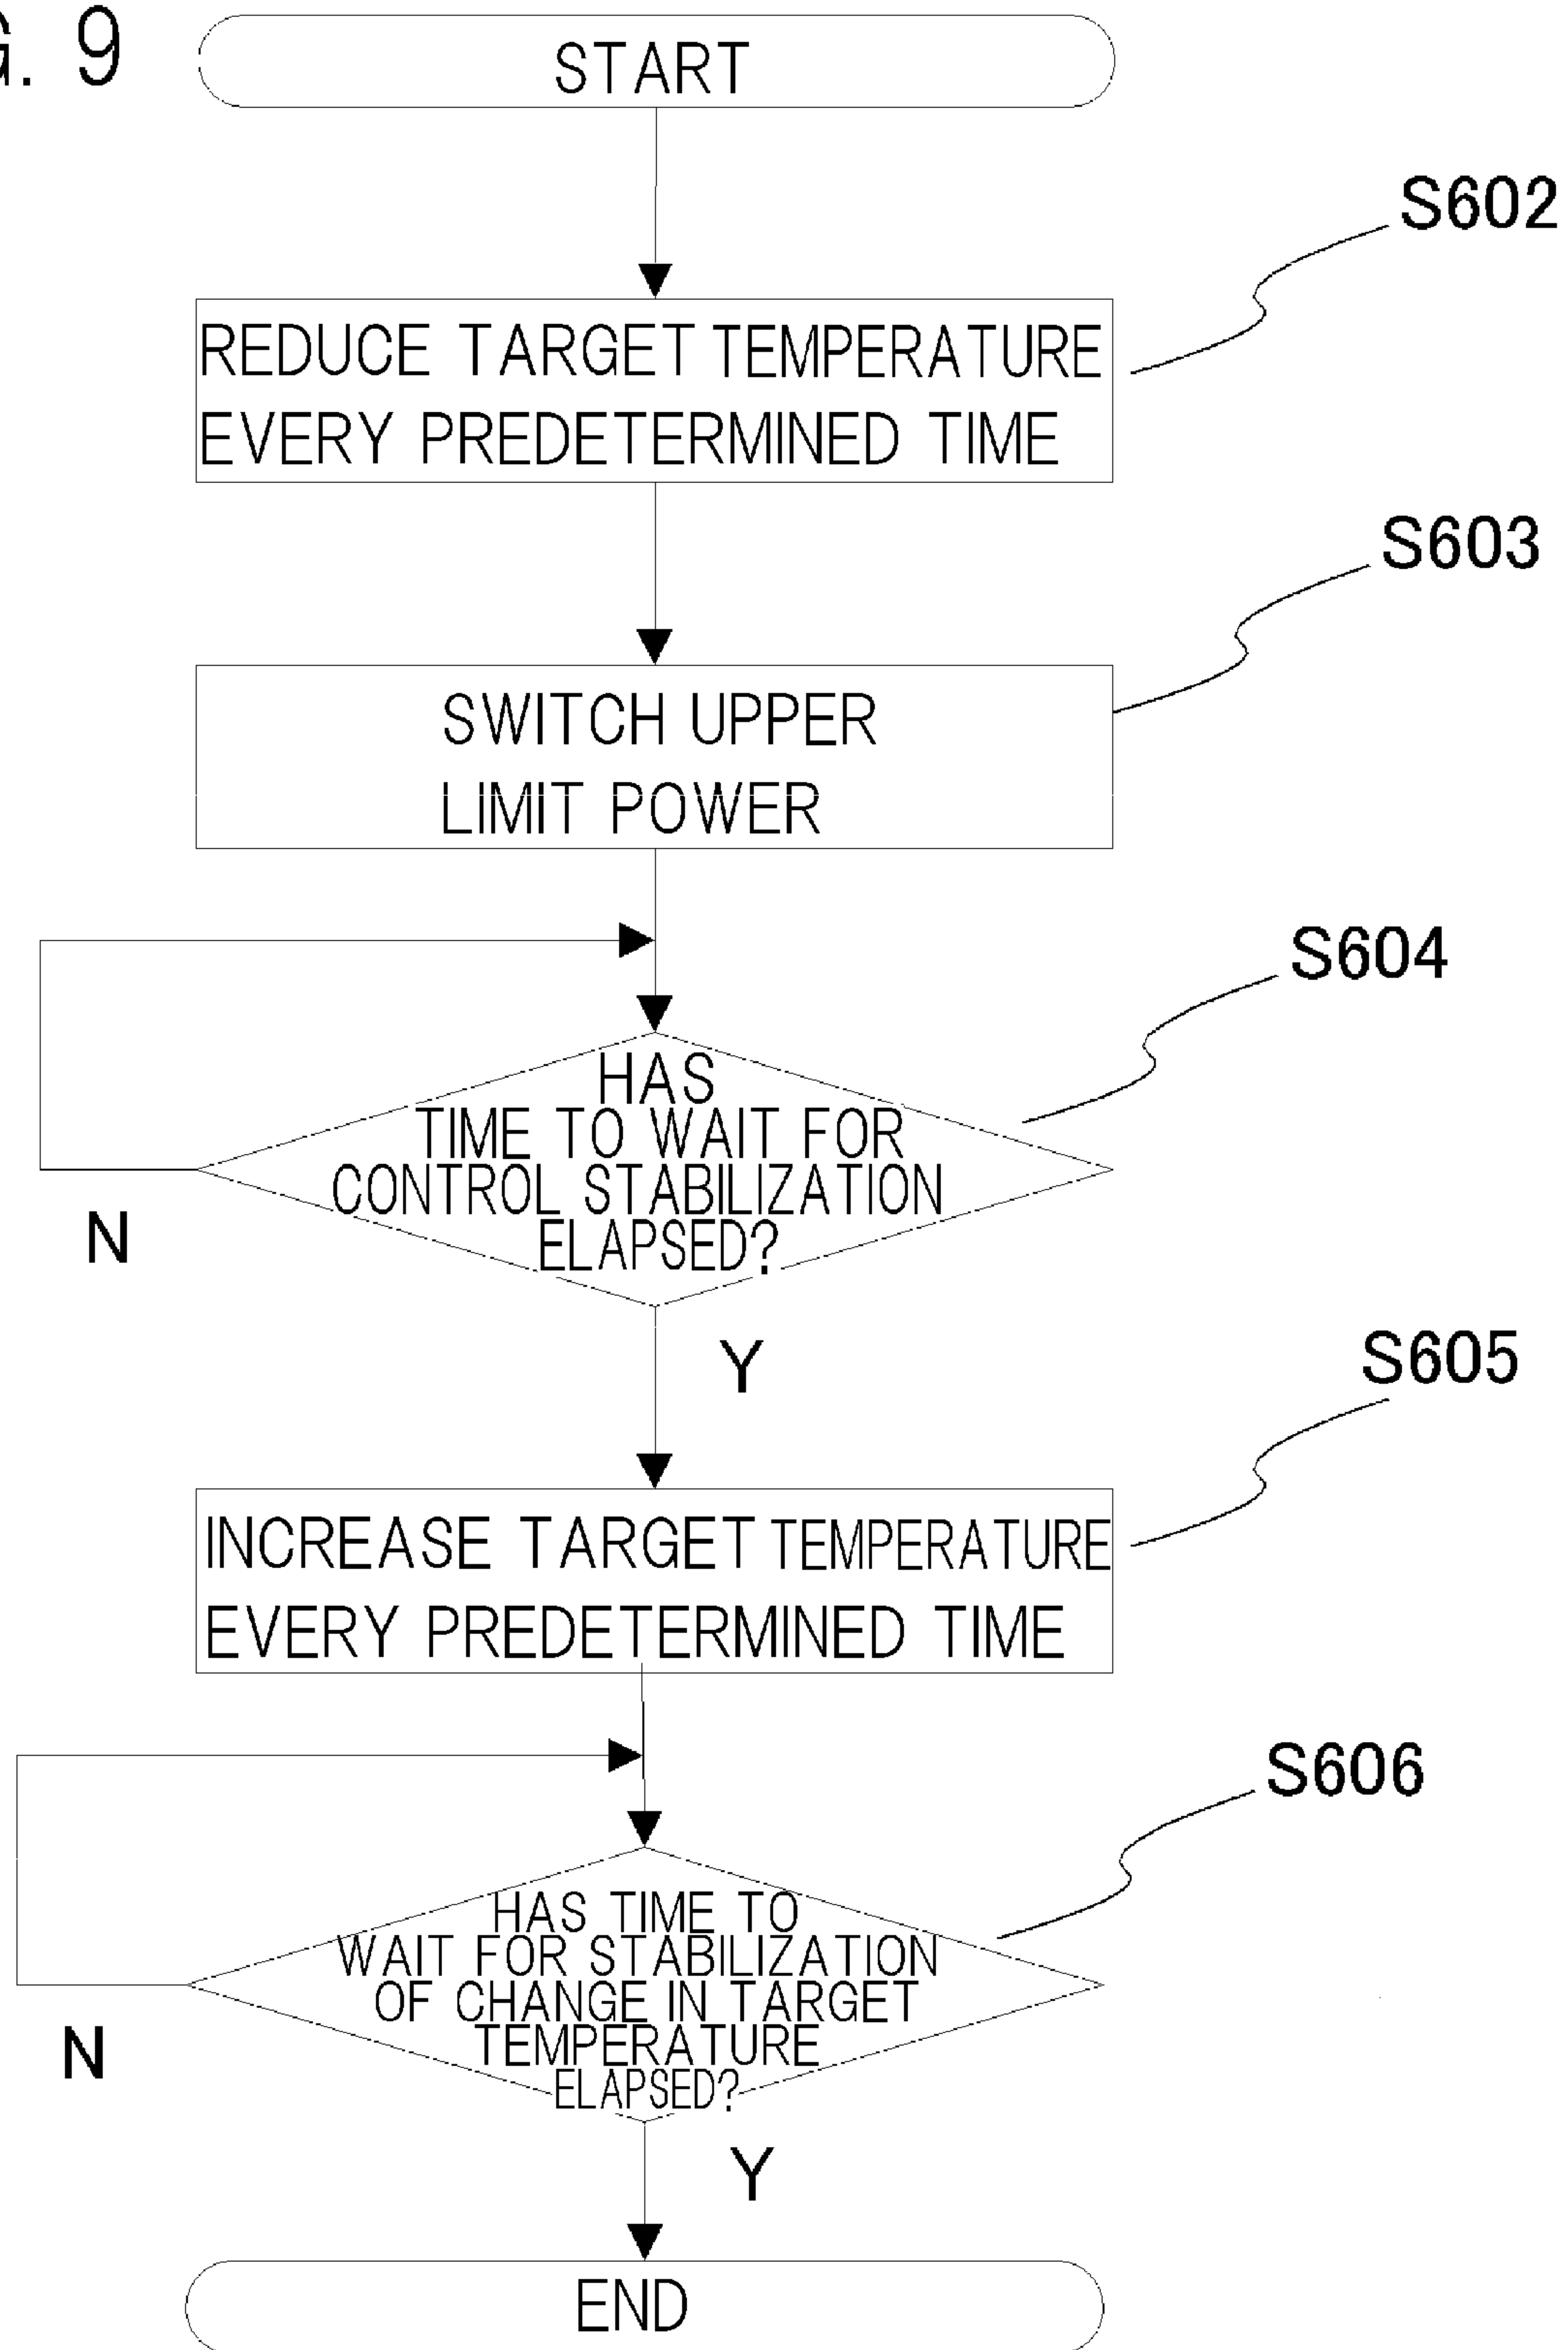 G. 9
START
S602
REDUCE TARGET TEMPERATURE
EVERY PREDETERMINED TIME
S603
SWITCH UPPER
LIMIT POWER
S604
HAS
TIME TO WAIT FOR
CONTROL STABILIZATION
ELAPSED?
N
Y
S605
INCREASE TARGET TEMPERATURE
EVERY PREDETERMINED TIME
S606
HAS TIME TO
WAIT FOR STABILIZATION
OF CHANGE IN TARGET
TEMPERATURE
ELAPSED?
N
Y
END